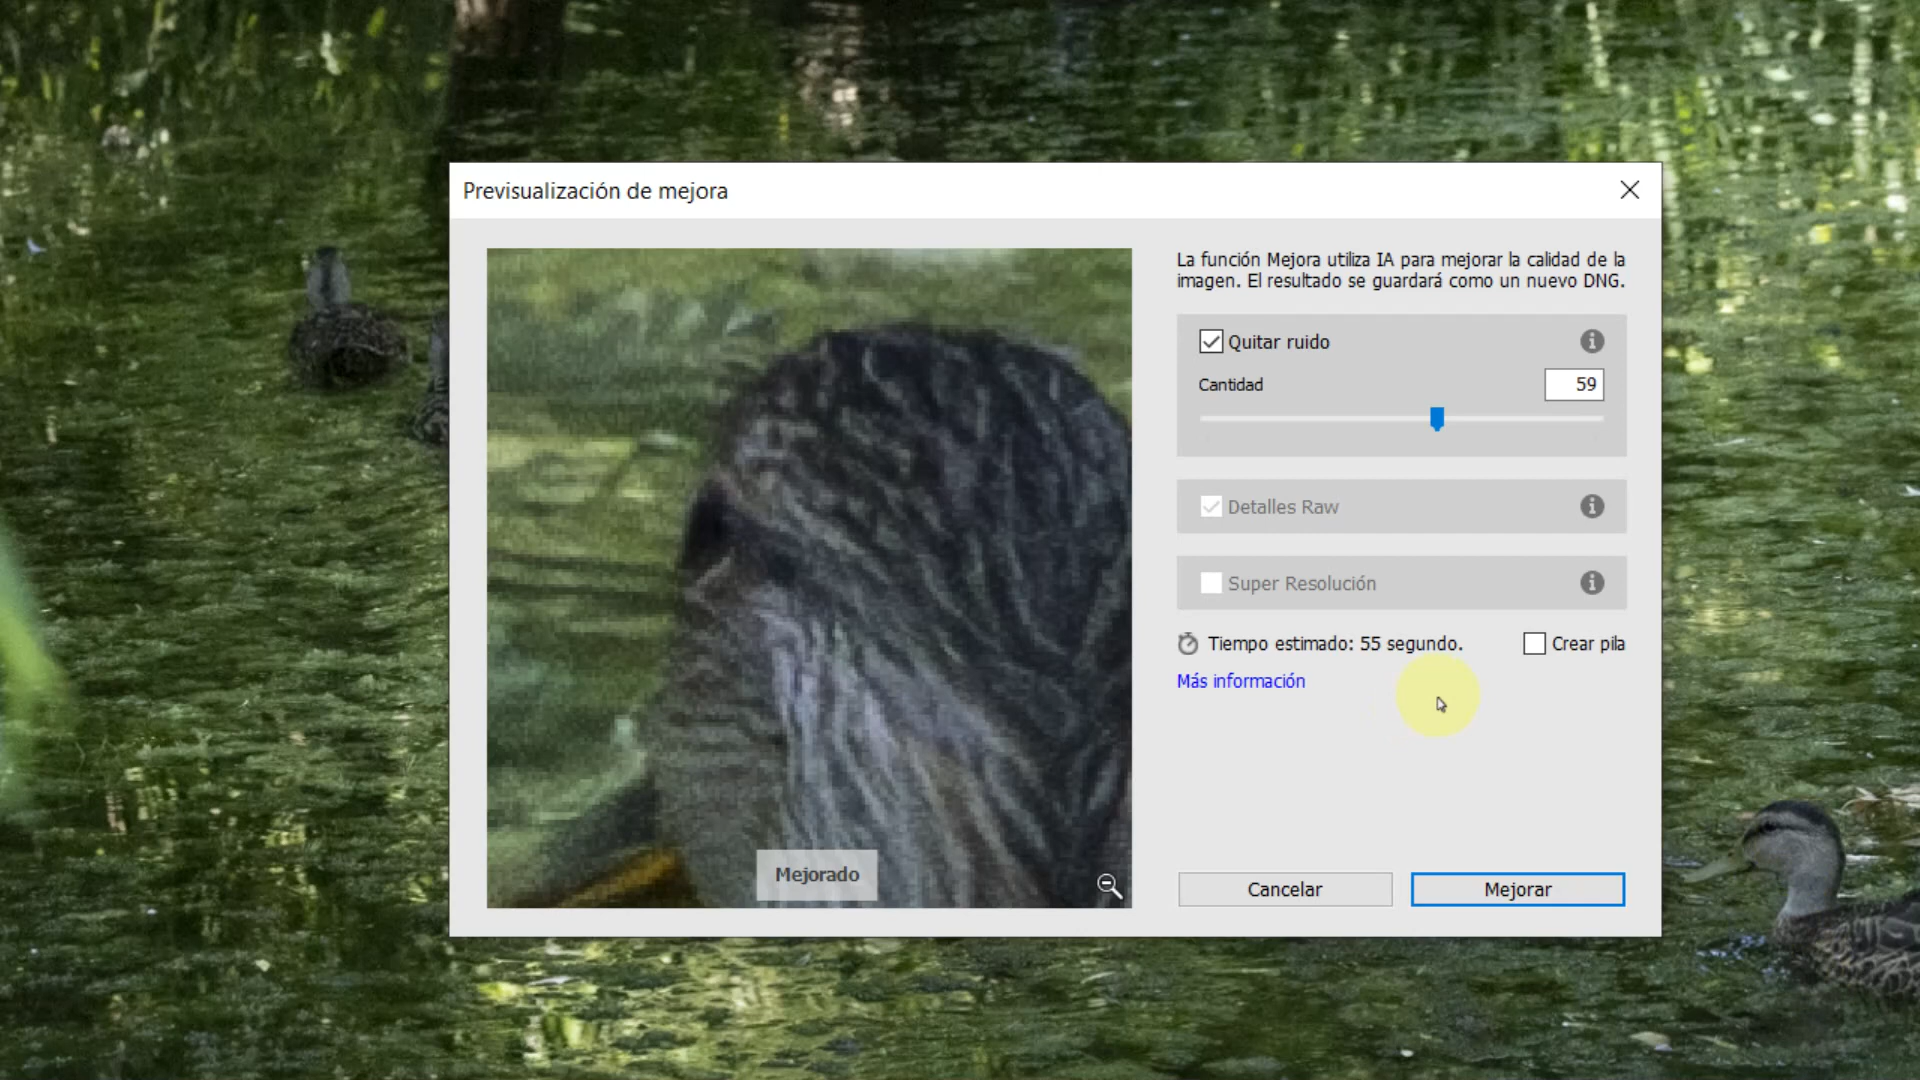 Previsualización de mejora
La función Mejora utiliza IA para mejorar la calidad de la
imagen. El resultado se guardará como un nuevo DNG.
Quitar ruido
Cantidad
59
Detalles Raw
Super Resolución
Tiempo estimado: 55 segundo.
Crear pila
Más información
Mejorado
Cancelar
Mejorar